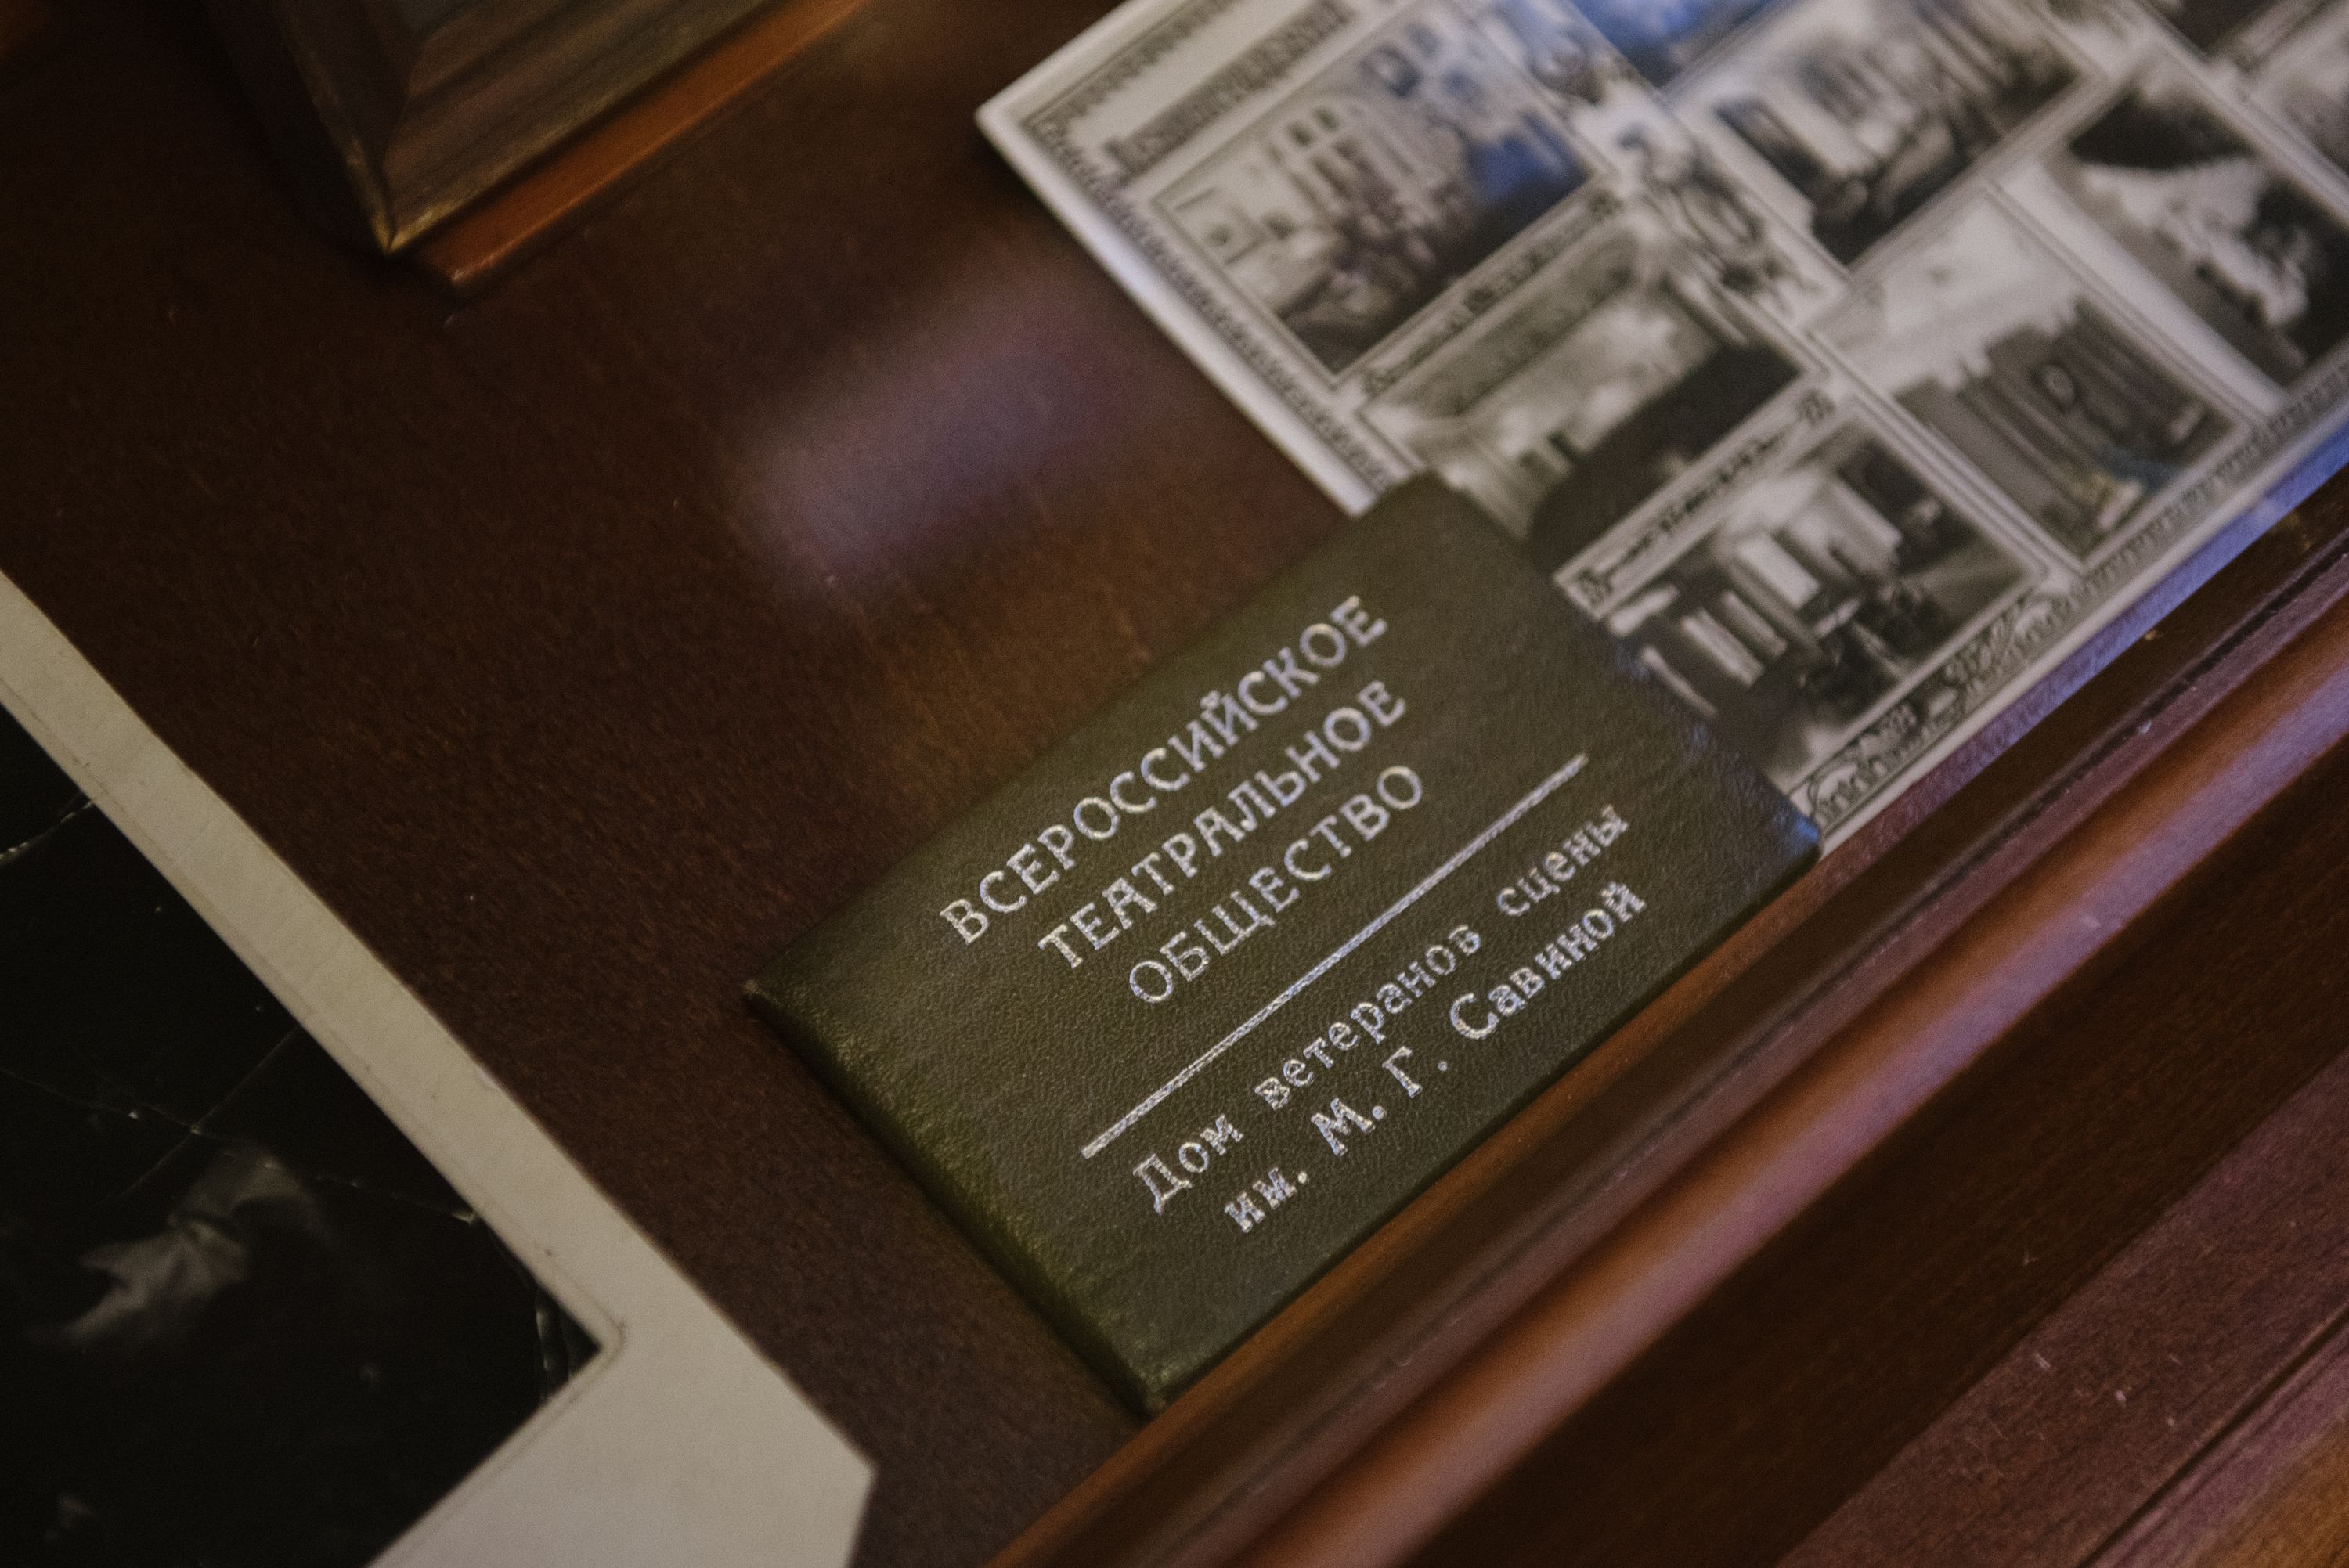 ВСЕРОССИЙСКОЕ
ТЕАТРАЛЬНОЕ
ОБЩЕСТВО
Дом ветеранов сцены
им. М. Г. Савиной